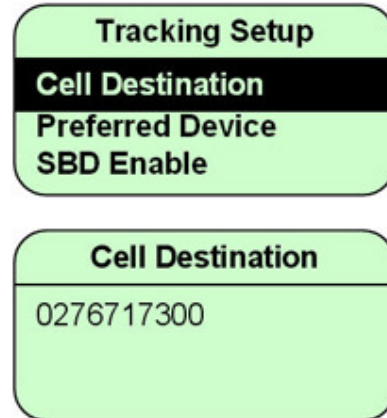 Tracking Setup
Cell Destination
Preferred Device
SBD Enable
Cell Destination
0276717300